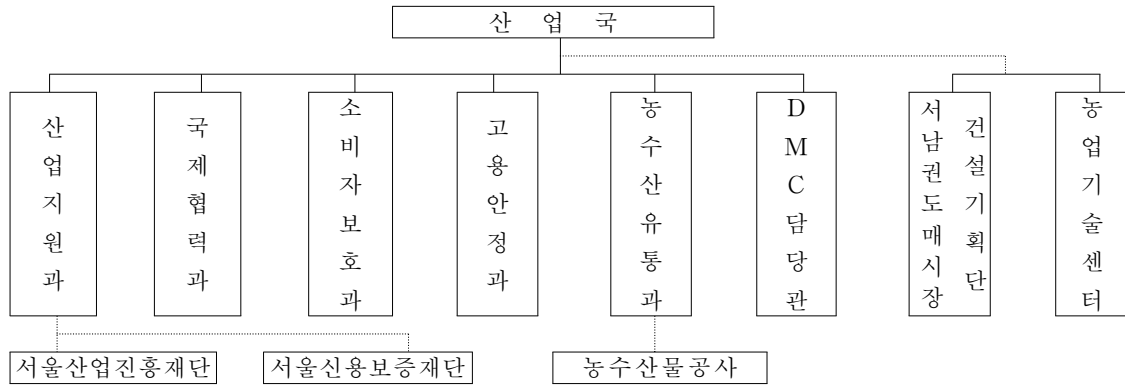 산 업 국
산업지원과
국제협력과
소비자보호과
고용안정과
농수산유통과
DMC담당관
서남권도매시장
건설기획단
농업기술센터
서울산업진흥재단
서울신용보증재단
농수산물공사